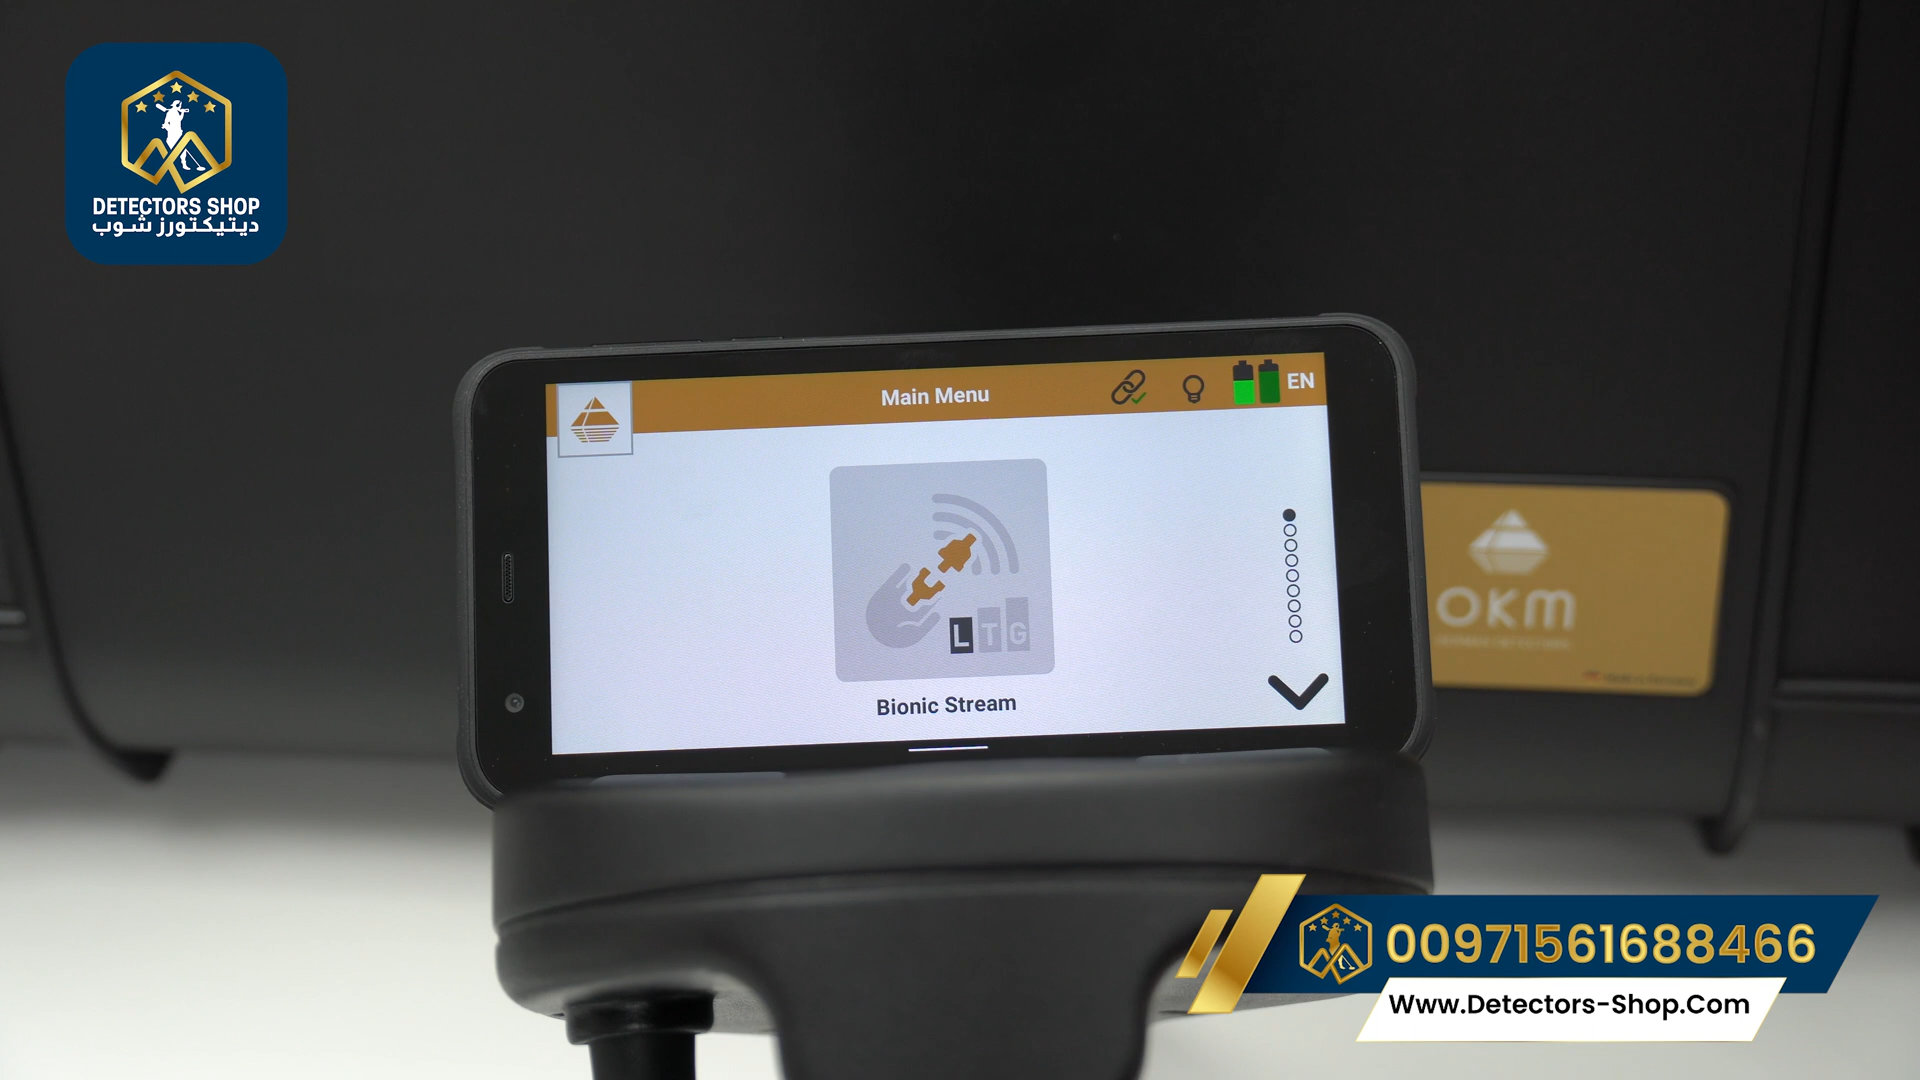 DETECTORS SHOP
ديتيكتورز شوب
Main Menu
EN
L T G
Bionic Stream
OKM
00971561688466
Www.Detectors-Shop.Com